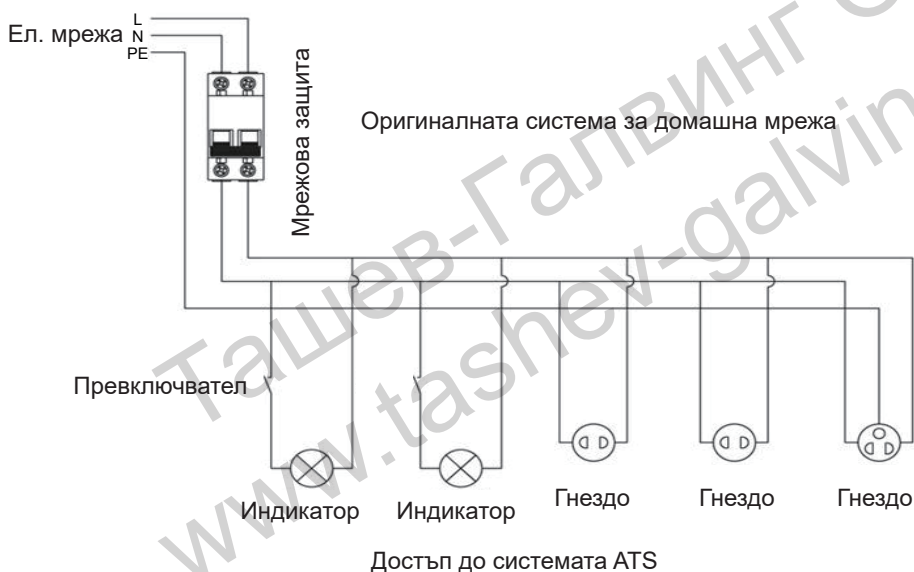 L
Ел. мрежа N
PE
Мрежова защита
Оригиналната система за домашна мрежа
Превключвател
Индикатор Индикатор Гнездо Гнездо Гнездо
Достъп до системата ATS
Ташев-Галвинг
www.tashev-galvin